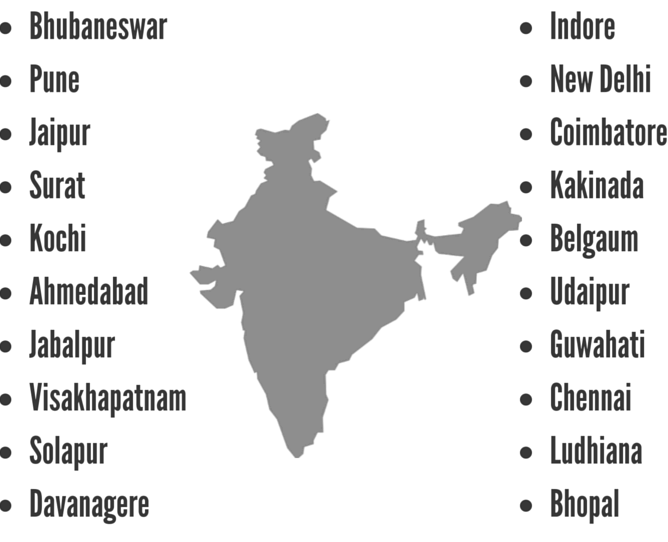 Bhubaneswar
Pune
Jaipur
Surat
Kochi
Ahmedabad
Jabalpur
Visakhapatnam
Solapur
Davanagere
Indore
New Delhi
Coimbatore
Kakinada
Belgaum
Udaipur
Guwahati
Chennai
Ludhiana
Bhopal